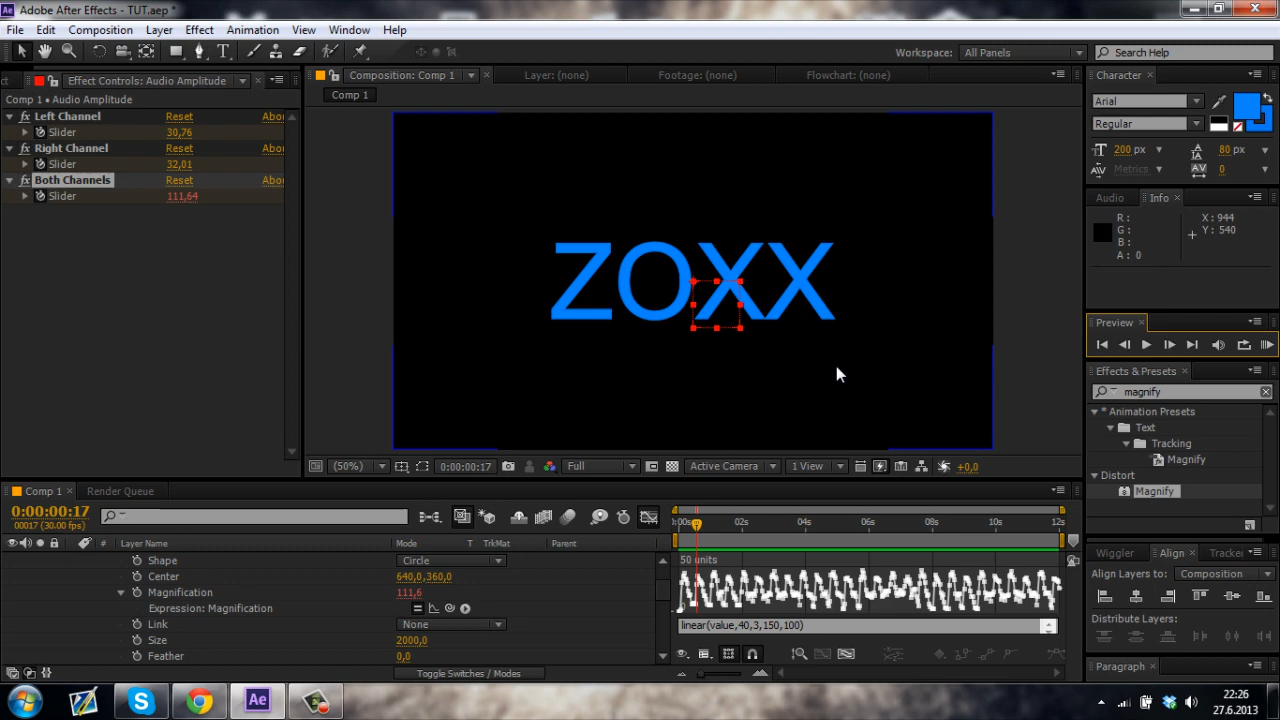 Adobe After Effects - TUT.aep *
File Edit Composition Layer Effect Animation View Window Help
Workspace: All Panels
Search Help
Effect Controls: Audio Amplitude
Comp 1 • Audio Amplitude
fx Left Channel Reset Abou
Slider 30,76
fx Right Channel Reset Abou
Slider 32,01
fx Both Channels Reset Abou
Slider 111,64
Composition: Comp 1
Layer: (none)
Footage: (none)
Flowchart: (none)
Comp 1
ZOXX
(50%) 0:00:00:17 Full Active Camera 1 View +0,0
Character
Arial
Regular
200 px 80 px
Metrics 0
Audio Info
R :
G :
B :
A : 0
X : 944
Y : 540
Preview
Effects & Presets
magnify
* Animation Presets
Text
Tracking
Magnify
Distort
Magnify
Comp 1
Render Queue
0:00:00:17
00017 (30.00 fps)
# Layer Name Mode T TrkMat Parent
Shape Circle
Center 640,0,360,0
Magnification 111,6
Expression: Magnification
Link None
Size 2000,0
Feather 0,0
Toggle Switches / Modes
:00s 02s 04s 06s 08s 10s 12s
50 units
linear(value,40,3,150,100)
Wiggler Align Tracker
Align Layers to: Composition
Distribute Layers:
Paragraph
22:26
27.6.2013